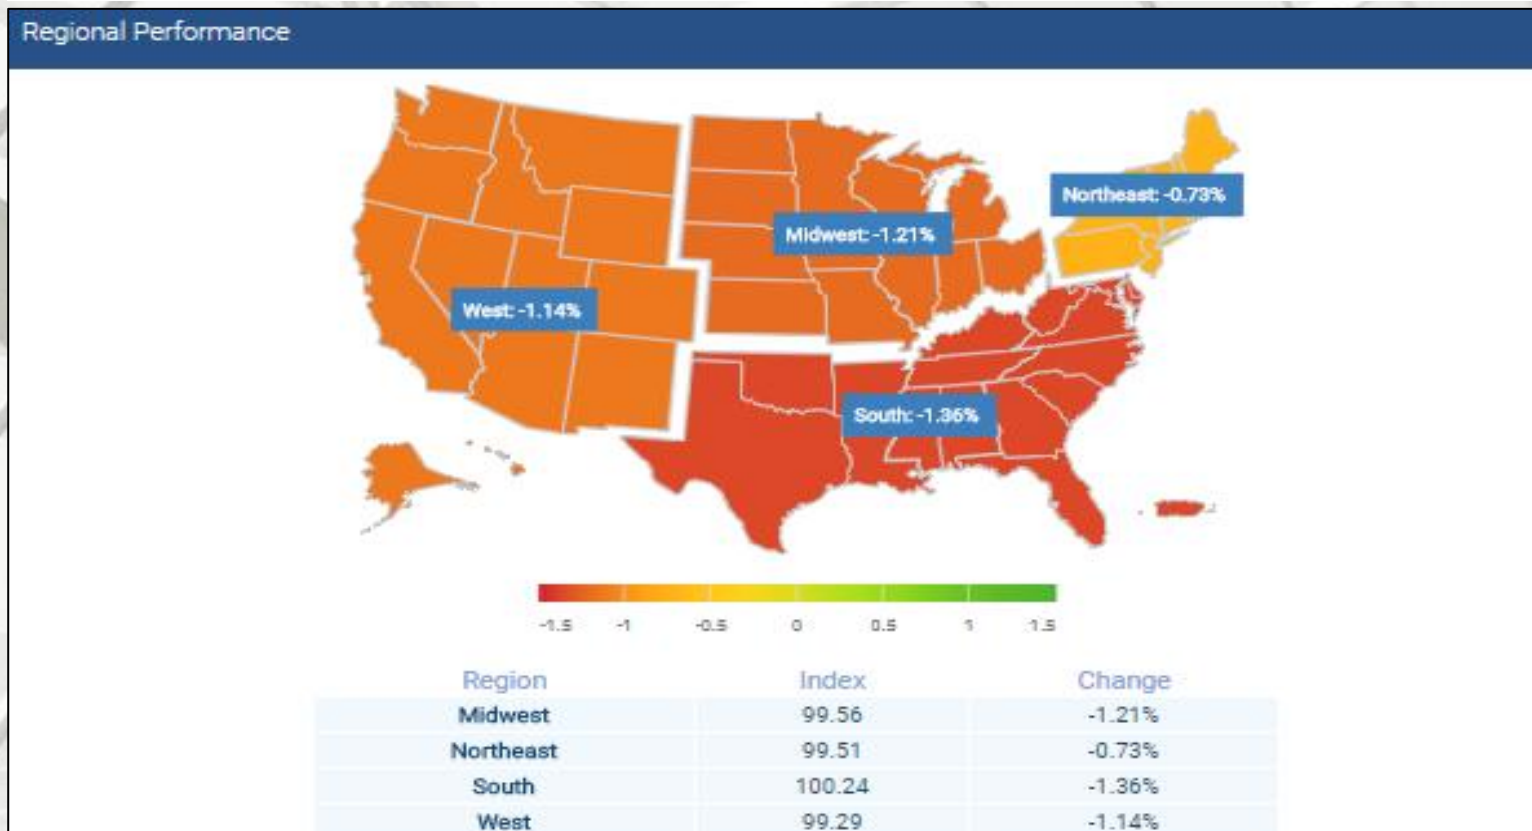 Regional Performance
Northeast: -0.73%
Midwest: -1.21%
West: -1.14%
South: -1.36%
-1.5 -1 -0.5 0 0.5 1 1.5
Region Index Change
Midwest 99.56 -1.21%
Northeast 99.51 -0.73%
South 100.24 -1.36%
West 99.29 -1.14%